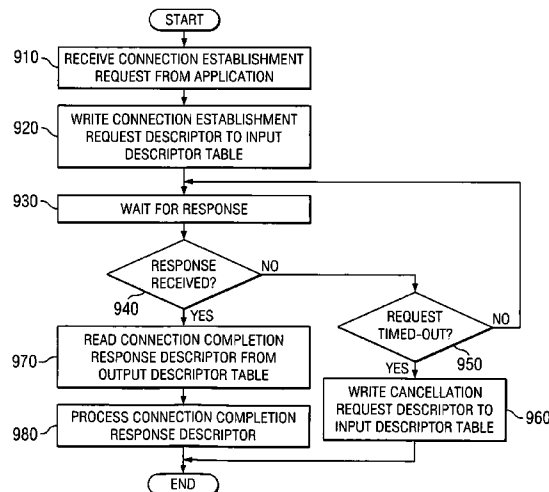 START
910
RECEIVE CONNECTION ESTABLISHMENT
REQUEST FROM APPLICATION
920
WRITE CONNECTION ESTABLISHMENT
REQUEST DESCRIPTOR TO INPUT
DESCRIPTOR TABLE
930
WAIT FOR RESPONSE
RESPONSE
RECEIVED?
NO
940
YES
REQUEST
TIMED-OUT?
NO
950
YES
970
READ CONNECTION COMPLETION
RESPONSE DESCRIPTOR FROM
OUTPUT DESCRIPTOR TABLE
WRITE CANCELLATION
REQUEST DESCRIPTOR TO
INPUT DESCRIPTOR TABLE
960
980
PROCESS CONNECTION COMPLETION
RESPONSE DESCRIPTOR
END